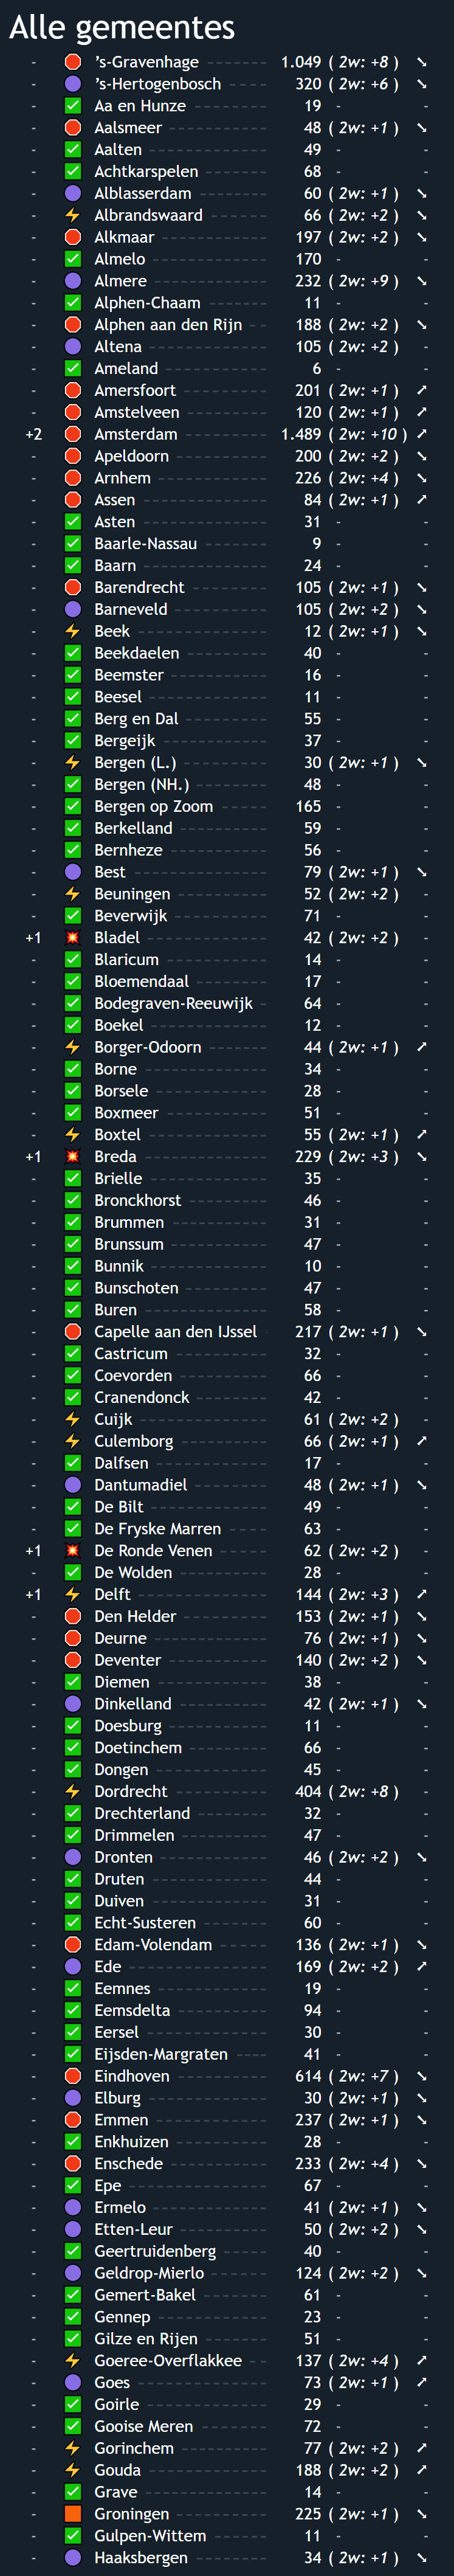 Alle gemeentes
- 's-Gravenhage 1.049 ( 2w: +8 ) ➘
- 's-Hertogenbosch 320 ( 2w: +6 ) ➘
- Aa en Hunze 19 - -
- Aalsmeer 48 ( 2w: +1 ) ➘
- Aalten 49 - -
- Achtkarspelen 68 - -
- Alblasserdam 60 ( 2w: +1 ) ➘
- Albrandswaard 66 ( 2w: +2 ) ➘
- Alkmaar 197 ( 2w: +2 ) ➘
- Almelo 170 - -
- Almere 232 ( 2w: +9 ) ➘
- Alphen-Chaam 11 - -
- Alphen aan den Rijn 188 ( 2w: +2 ) ➘
- Altena 105 ( 2w: +2 ) -
- Ameland 6 - -
- Amersfoort 201 ( 2w: +1 ) ➚
- Amstelveen 120 ( 2w: +1 ) ➚
+2 Amsterdam 1.489 ( 2w: +10 ) ➚
- Apeldoorn 200 ( 2w: +2 ) ➘
- Arnhem 226 ( 2w: +4 ) ➘
- Assen 84 ( 2w: +1 ) ➚
- Asten 31 - -
- Baarle-Nassau 9 - -
- Baarn 24 - -
- Barendrecht 105 ( 2w: +1 ) ➘
- Barneveld 105 ( 2w: +2 ) ➘
- Beek 12 ( 2w: +1 ) ➘
- Beekdaelen 40 - -
- Beemster 16 - -
- Beesel 11 - -
- Berg en Dal 55 - -
- Bergeijk 37 - -
- Bergen (L.) 30 ( 2w: +1 ) ➘
- Bergen (NH.) 48 - -
- Bergen op Zoom 165 - -
- Berkelland 59 - -
- Bernheze 56 - -
- Best 79 ( 2w: +1 ) ➘
- Beuningen 52 ( 2w: +2 ) -
- Beverwijk 71 - -
+1 Bladel 42 ( 2w: +2 ) -
- Blaricum 14 - -
- Bloemendaal 17 - -
- Bodegraven-Reeuwijk 64 - -
- Boekel 12 - -
- Borger-Odoorn 44 ( 2w: +1 ) ➚
- Borne 34 - -
- Borsele 28 - -
- Boxmeer 51 - -
- Boxtel 55 ( 2w: +1 ) ➚
+1 Breda 229 ( 2w: +3 ) ➘
- Brielle 35 - -
- Bronckhorst 46 - -
- Brummen 31 - -
- Brunssum 47 - -
- Bunnik 10 - -
- Bunschoten 47 - -
- Buren 58 - -
- Capelle aan den IJssel 217 ( 2w: +1 ) ➘
- Castricum 32 - -
- Coevorden 66 - -
- Cranendonck 42 - -
- Cuijk 61 ( 2w: +2 ) -
- Culemborg 66 ( 2w: +1 ) ➚
- Dalfsen 17 - -
- Dantumadiel 48 ( 2w: +1 ) ➘
- De Bilt 49 - -
- De Fryske Marren 63 - -
+1 De Ronde Venen 62 ( 2w: +2 ) -
- De Wolden 28 - -
+1 Delft 144 ( 2w: +3 ) ➚
- Den Helder 153 ( 2w: +1 ) ➘
- Deurne 76 ( 2w: +1 ) ➘
- Deventer 140 ( 2w: +2 ) ➘
- Diemen 38 - -
- Dinkelland 42 ( 2w: +1 ) ➘
- Doesburg 11 - -
- Doetinchem 66 - -
- Dongen 45 - -
- Dordrecht 404 ( 2w: +8 ) -
- Drechterland 32 - -
- Drimmelen 47 - -
- Dronten 46 ( 2w: +2 ) ➘
- Druten 44 - -
- Duiven 31 - -
- Echt-Susteren 60 - -
- Edam-Volendam 136 ( 2w: +1 ) ➘
- Ede 169 ( 2w: +2 ) ➚
- Eemnes 19 - -
- Eemsdelta 94 - -
- Eersel 30 - -
- Eijsden-Margraten 41 - -
- Eindhoven 614 ( 2w: +7 ) ➘
- Elburg 30 ( 2w: +1 ) ➘
- Emmen 237 ( 2w: +1 ) ➘
- Enkhuizen 28 - -
- Enschede 233 ( 2w: +4 ) ➘
- Epe 67 - -
- Ermelo 41 ( 2w: +1 ) ➘
- Etten-Leur 50 ( 2w: +2 ) ➘
- Geertruidenberg 40 - -
- Geldrop-Mierlo 124 ( 2w: +2 ) ➘
- Gemert-Bakel 61 - -
- Gennep 23 - -
- Gilze en Rijen 51 - -
- Goeree-Overflakkee 137 ( 2w: +4 ) ➚
- Goes 73 ( 2w: +1 ) ➚
- Goirle 29 - -
- Gooise Meren 72 - -
- Gorinchem 77 ( 2w: +2 ) ➚
- Gouda 188 ( 2w: +2 ) ➚
- Grave 14 - -
- Groningen 225 ( 2w: +1 ) ➘
- Gulpen-Wittem 11 - -
- Haaksbergen 34 ( 2w: +1 ) ➘